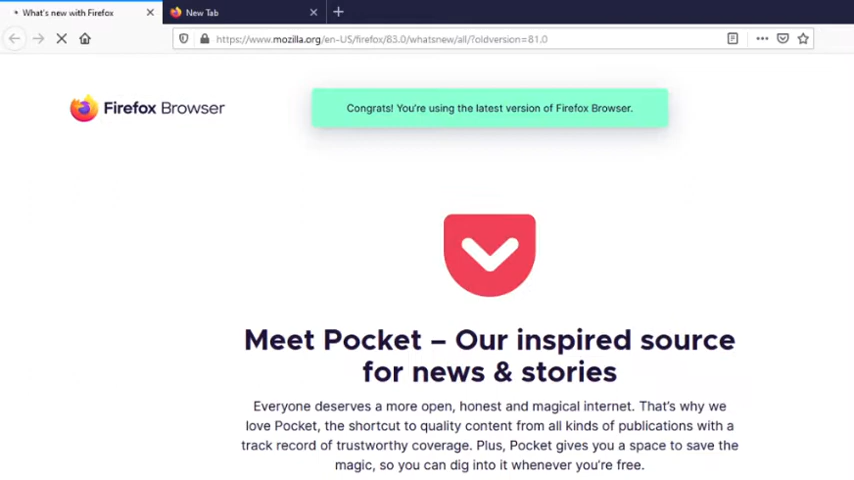 What's new with Firefox
New Tab
https://www.mozilla.org/en-US/firefox/83.0/whatsnew/all/?oldversion=81.0
Firefox Browser
Congrats! You're using the latest version of Firefox Browser.
Meet Pocket – Our inspired source
for news & stories
Everyone deserves a more open, honest and magical internet. That's why we
love Pocket, the shortcut to quality content from all kinds of publications with a
track record of trustworthy coverage. Plus, Pocket gives you a space to save the
magic, so you can dig into it whenever you're free.